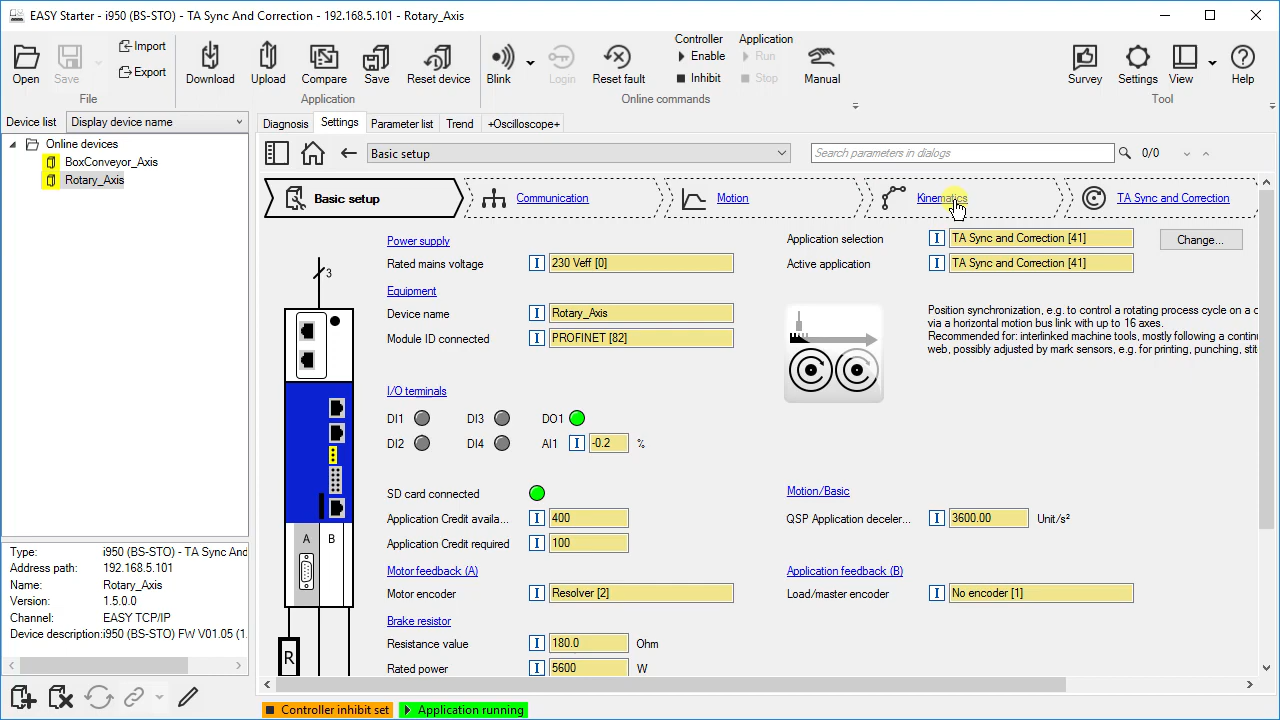 EASY Starter - i950 (BS-STO) - TA Sync And Correction - 192.168.5.101 - Rotary_Axis
Open
Save
Import
Export
File
Download
Upload
Compare
Save
Reset device
Application
Blink
Login
Reset fault
Controller
Enable
Inhibit
Application
Run
Stop
Manual
Online commands
Survey
Settings
View
Help
Tool
Device list
Display device name
Online devices
BoxConveyor_Axis
Rotary_Axis
Type: i950 (BS-STO) - TA Sync And
Address path: 192.168.5.101
Name: Rotary_Axis
Version: 1.5.0.0
Channel: EASY TCP/IP
Device description: i950 (BS-STO) FW V01.05 (1.
Diagnosis
Settings
Parameter list
Trend
+Oscilloscope+
Basic setup
Search parameters in dialogs
0/0
Basic setup
Communication
Motion
Kinematics
TA Sync and Correction
3
A
B
R
Power supply
Rated mains voltage I 230 Veff [0]
Equipment
Device name I Rotary_Axis
Module ID connected I PROFINET [82]
I/O terminals
DI1 DI3 DO1
DI2 DI4 AI1 I -0.2 %
SD card connected
Application Credit availa... I 400
Application Credit required I 100
Motor feedback (A)
Motor encoder I Resolver [2]
Brake resistor
Resistance value I 180.0 Ohm
Rated power I 5600 W
Application selection I TA Sync and Correction [41] Change...
Active application I TA Sync and Correction [41]
Position synchronization, e.g. to control a rotating process cycle on a c
via a horizontal motion bus link with up to 16 axes.
Recommended for: interlinked machine tools, mostly following a continu
web, possibly adjusted by mark sensors, e.g. for printing, punching, stit
Motion/Basic
QSP Application deceler... I 3600.00 Unit/s²
Application feedback (B)
Load/master encoder I No encoder [1]
Controller inhibit set
Application running